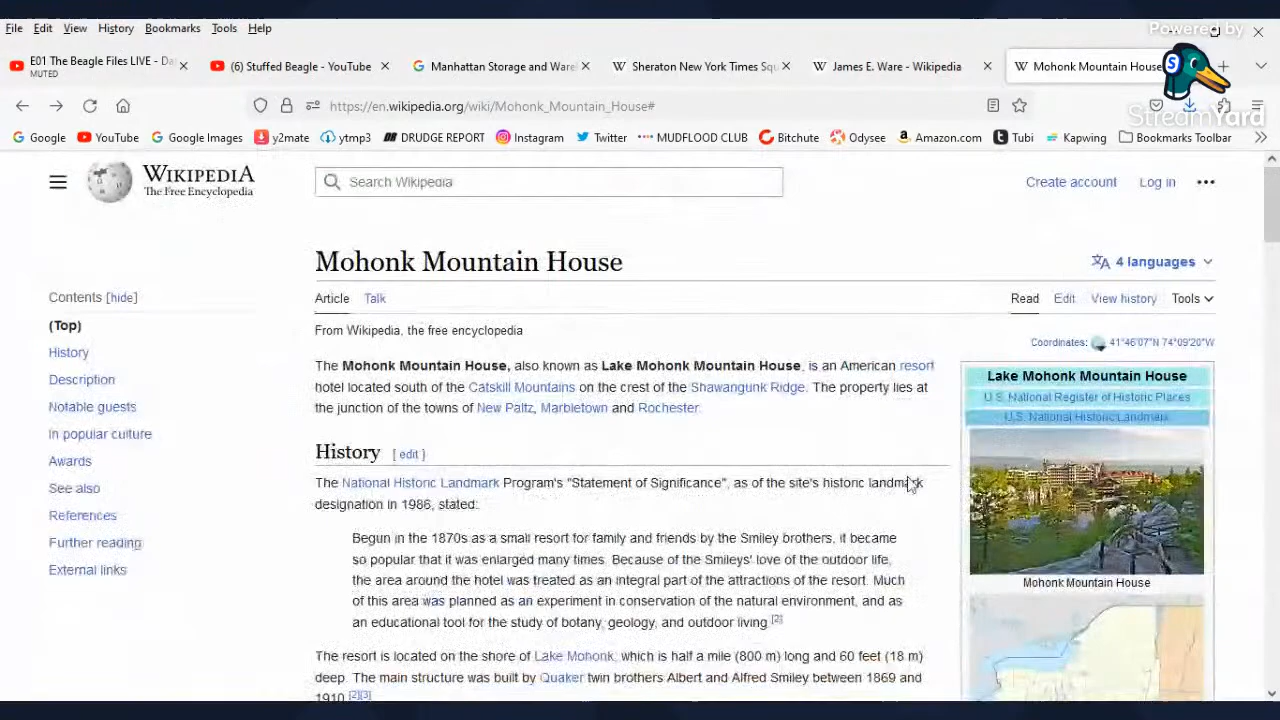 Powered by
StreamYard
File Edit View History Bookmarks Tools Help
E01 The Beagle Files LIVE - Da
MUTED
(6) Stuffed Beagle - YouTube
Manhattan Storage and Ware
Sheraton New York Times Squ
James E. Ware - Wikipedia
Mohonk Mountain House
https://en.wikipedia.org/wiki/Mohonk_Mountain_House#
Google YouTube Google Images y2mate ytmp3 DRUDGE REPORT Instagram Twitter MUDFLOOD CLUB Bitchute Odysee Amazon.com Tubi Kapwing Bookmarks Toolbar
WIKIPEDIA
The Free Encyclopedia
Search Wikipedia
Create account Log in
Mohonk Mountain House
4 languages
Contents [hide]
(Top)
History
Description
Notable guests
In popular culture
Awards
See also
References
Further reading
External links
Article Talk
Read Edit View history Tools
From Wikipedia, the free encyclopedia
Coordinates: 41°46′07″N 74°09′20″W
The Mohonk Mountain House, also known as Lake Mohonk Mountain House, is an American resort
hotel located south of the Catskill Mountains on the crest of the Shawangunk Ridge. The property lies at
the junction of the towns of New Paltz, Marbletown and Rochester.
History [ edit ]
The National Historic Landmark Program's "Statement of Significance", as of the site's historic landmark
designation in 1986, stated:
Begun in the 1870s as a small resort for family and friends by the Smiley brothers, it became
so popular that it was enlarged many times. Because of the Smileys' love of the outdoor life,
the area around the hotel was treated as an integral part of the attractions of the resort. Much
of this area was planned as an experiment in conservation of the natural environment, and as
an educational tool for the study of botany, geology, and outdoor living.[2]
The resort is located on the shore of Lake Mohonk, which is half a mile (800 m) long and 60 feet (18 m)
deep. The main structure was built by Quaker twin brothers Albert and Alfred Smiley between 1869 and
1910.[2][3]
Lake Mohonk Mountain House
U.S. National Register of Historic Places
U.S. National Historic Landmark
Mohonk Mountain House